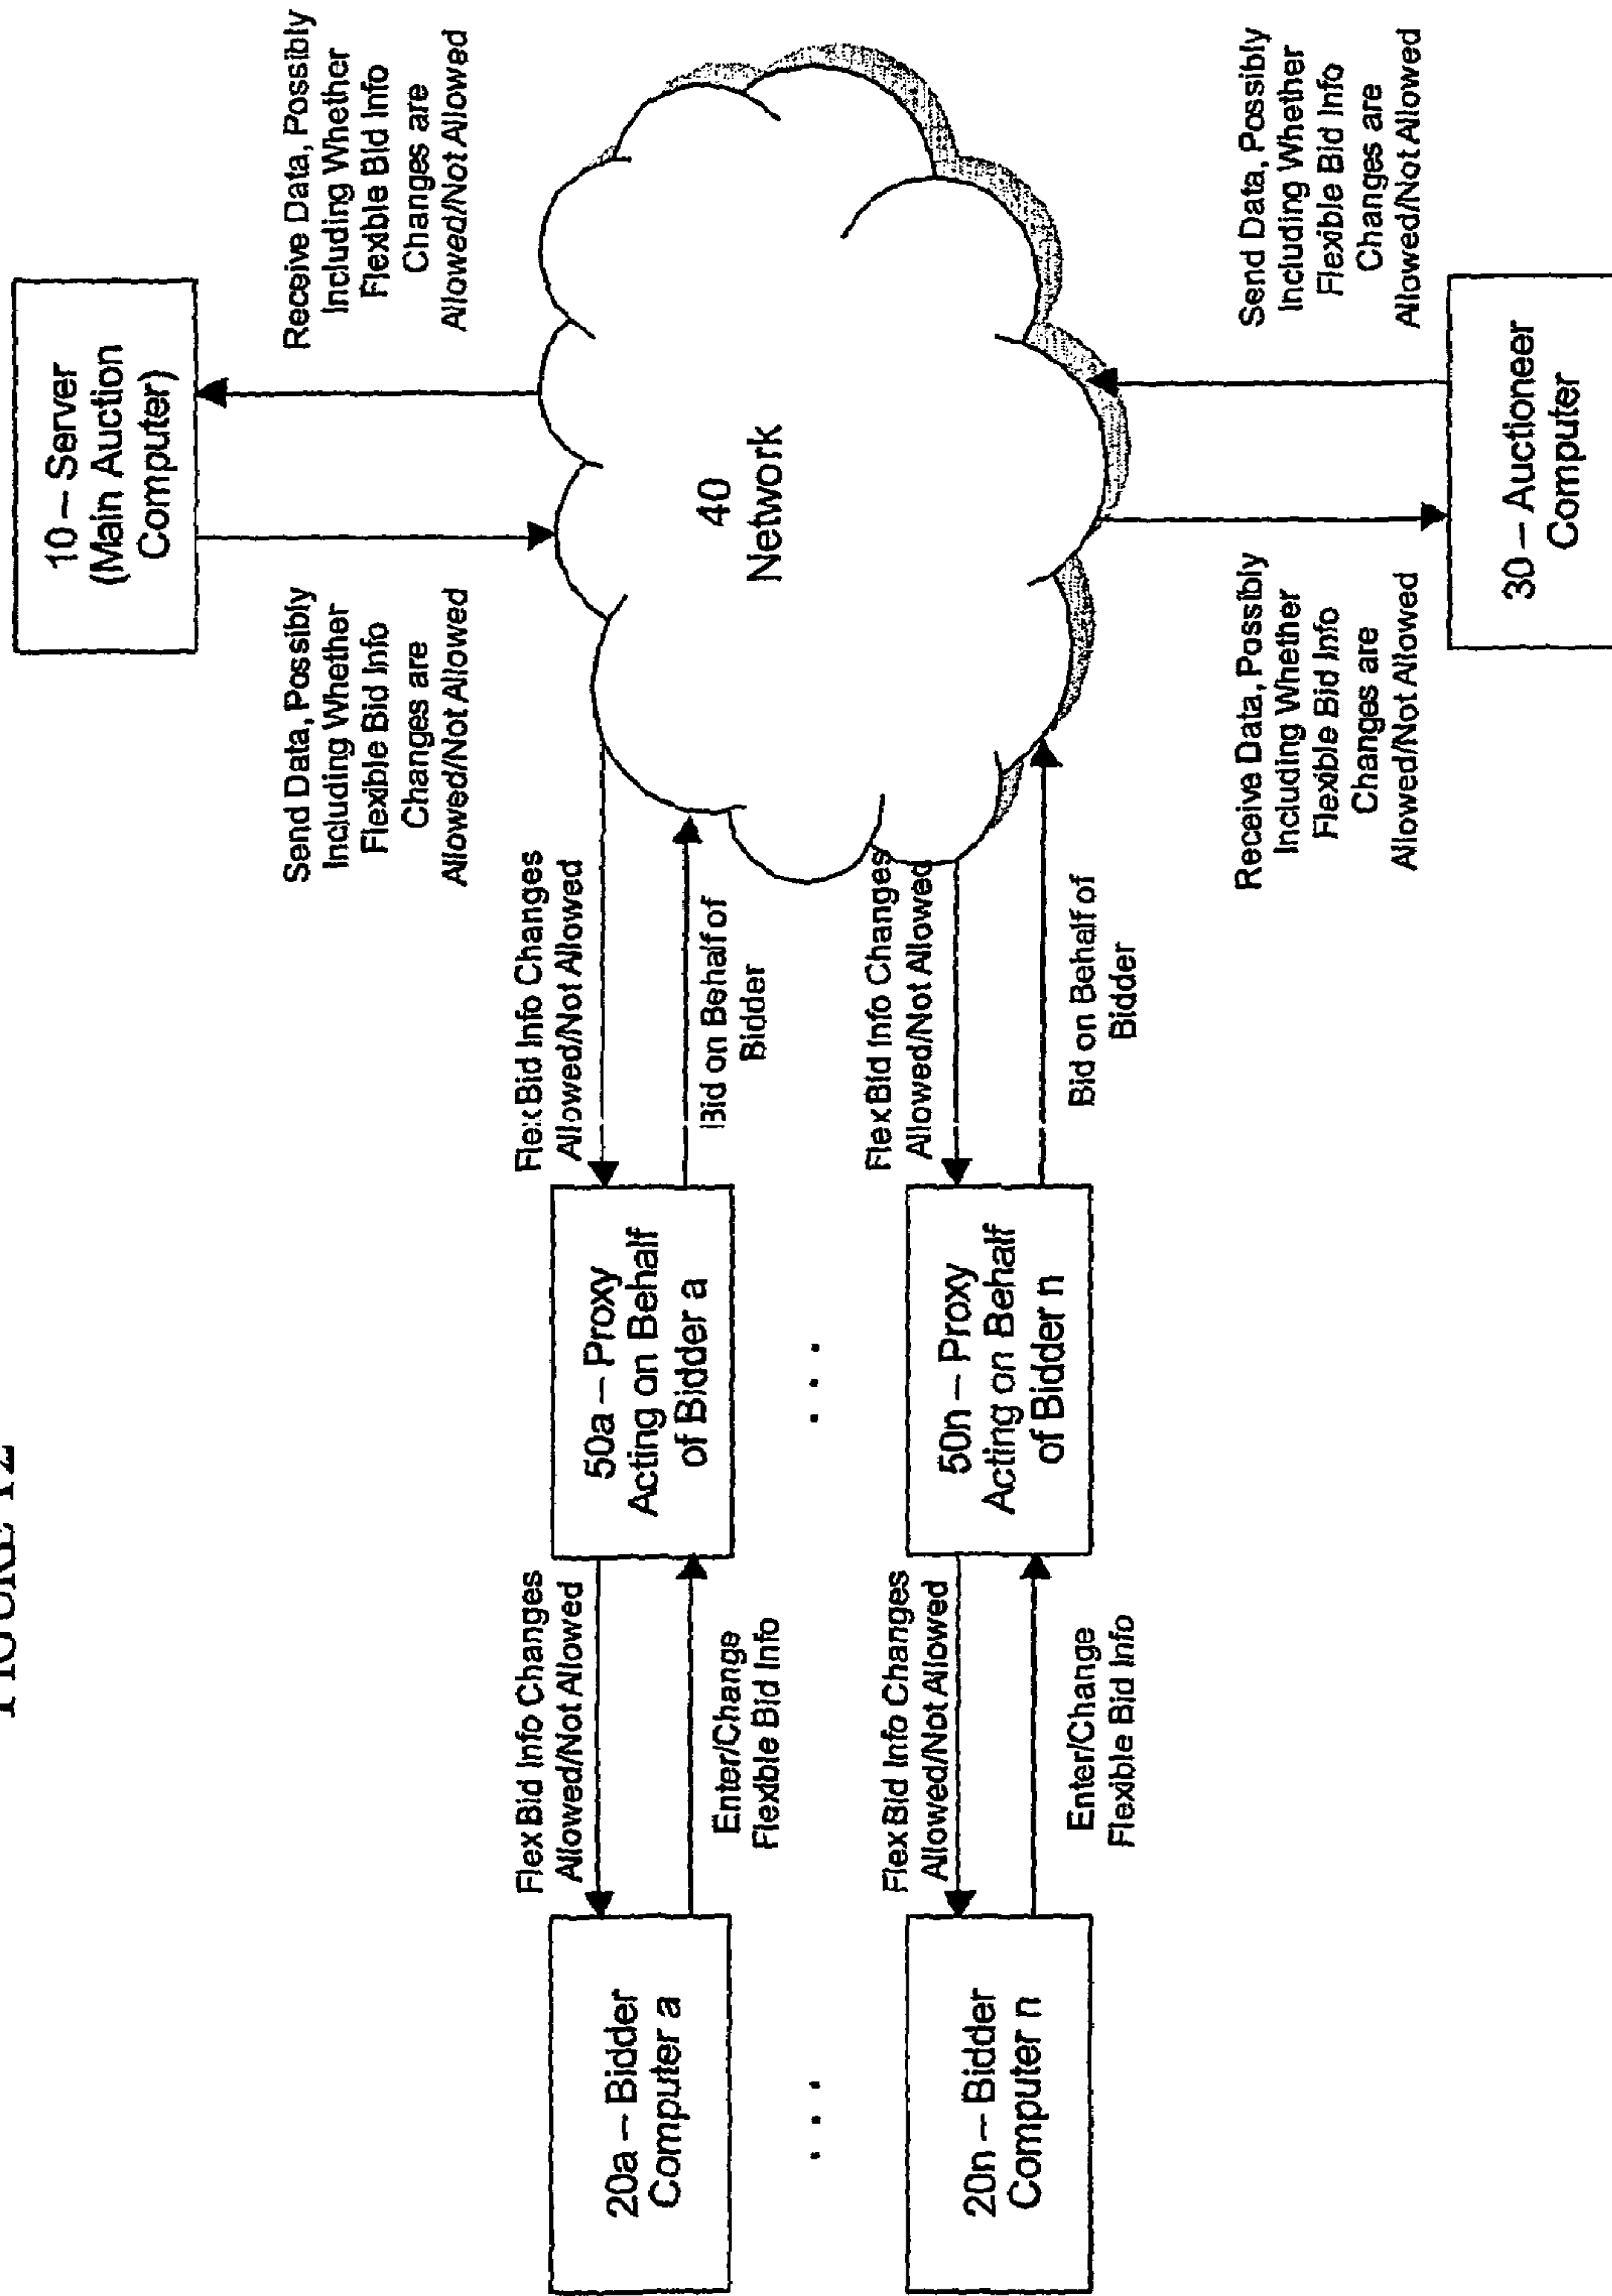 FIGURE 12
10 – Server
(Main Auction
Computer)
Send Data, Possibly
Including Whether
Flexible Bid Info
Changes are
Allowed/Not Allowed
Receive Data, Possibly
Including Whether
Flexible Bid Info
Changes are
Allowed/Not Allowed
20a – Bidder
Computer a
Flex Bid Info Changes
Allowed/Not Allowed
Enter/Change
Flexible Bid Info
50a – Proxy
Acting on Behalf
of Bidder a
Flex Bid Info Changes
Allowed/Not Allowed
Bid on Behalf of
Bidder
40
Network
. . .
. . .
20n – Bidder
Computer n
Flex Bid Info Changes
Allowed/Not Allowed
Enter/Change
Flexible Bid Info
50n – Proxy
Acting on Behalf
of Bidder n
Flex Bid Info Changes
Allowed/Not Allowed
Bid on Behalf of
Bidder
Receive Data, Possibly
Including Whether
Flexible Bid Info
Changes are
Allowed/Not Allowed
Send Data, Possibly
Including Whether
Flexible Bid Info
Changes are
Allowed/Not Allowed
30 – Auctioneer
Computer